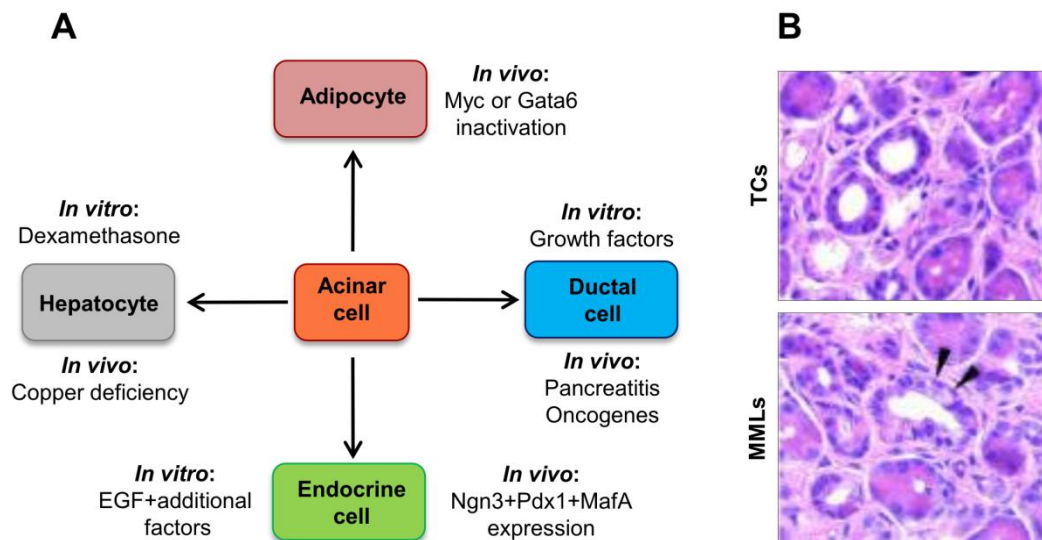 A
B
Adipocyte
In vivo:
Myc or Gata6
inactivation
In vitro:
Dexamethasone
Hepatocyte
In vivo:
Copper deficiency
Acinar
cell
In vitro:
Growth factors
Ductal
cell
In vivo:
Pancreatitis
Oncogenes
In vitro:
EGF+additional
factors
Endocrine
cell
In vivo:
Ngn3+Pdx1+MafA
expression
TCs
MMLs